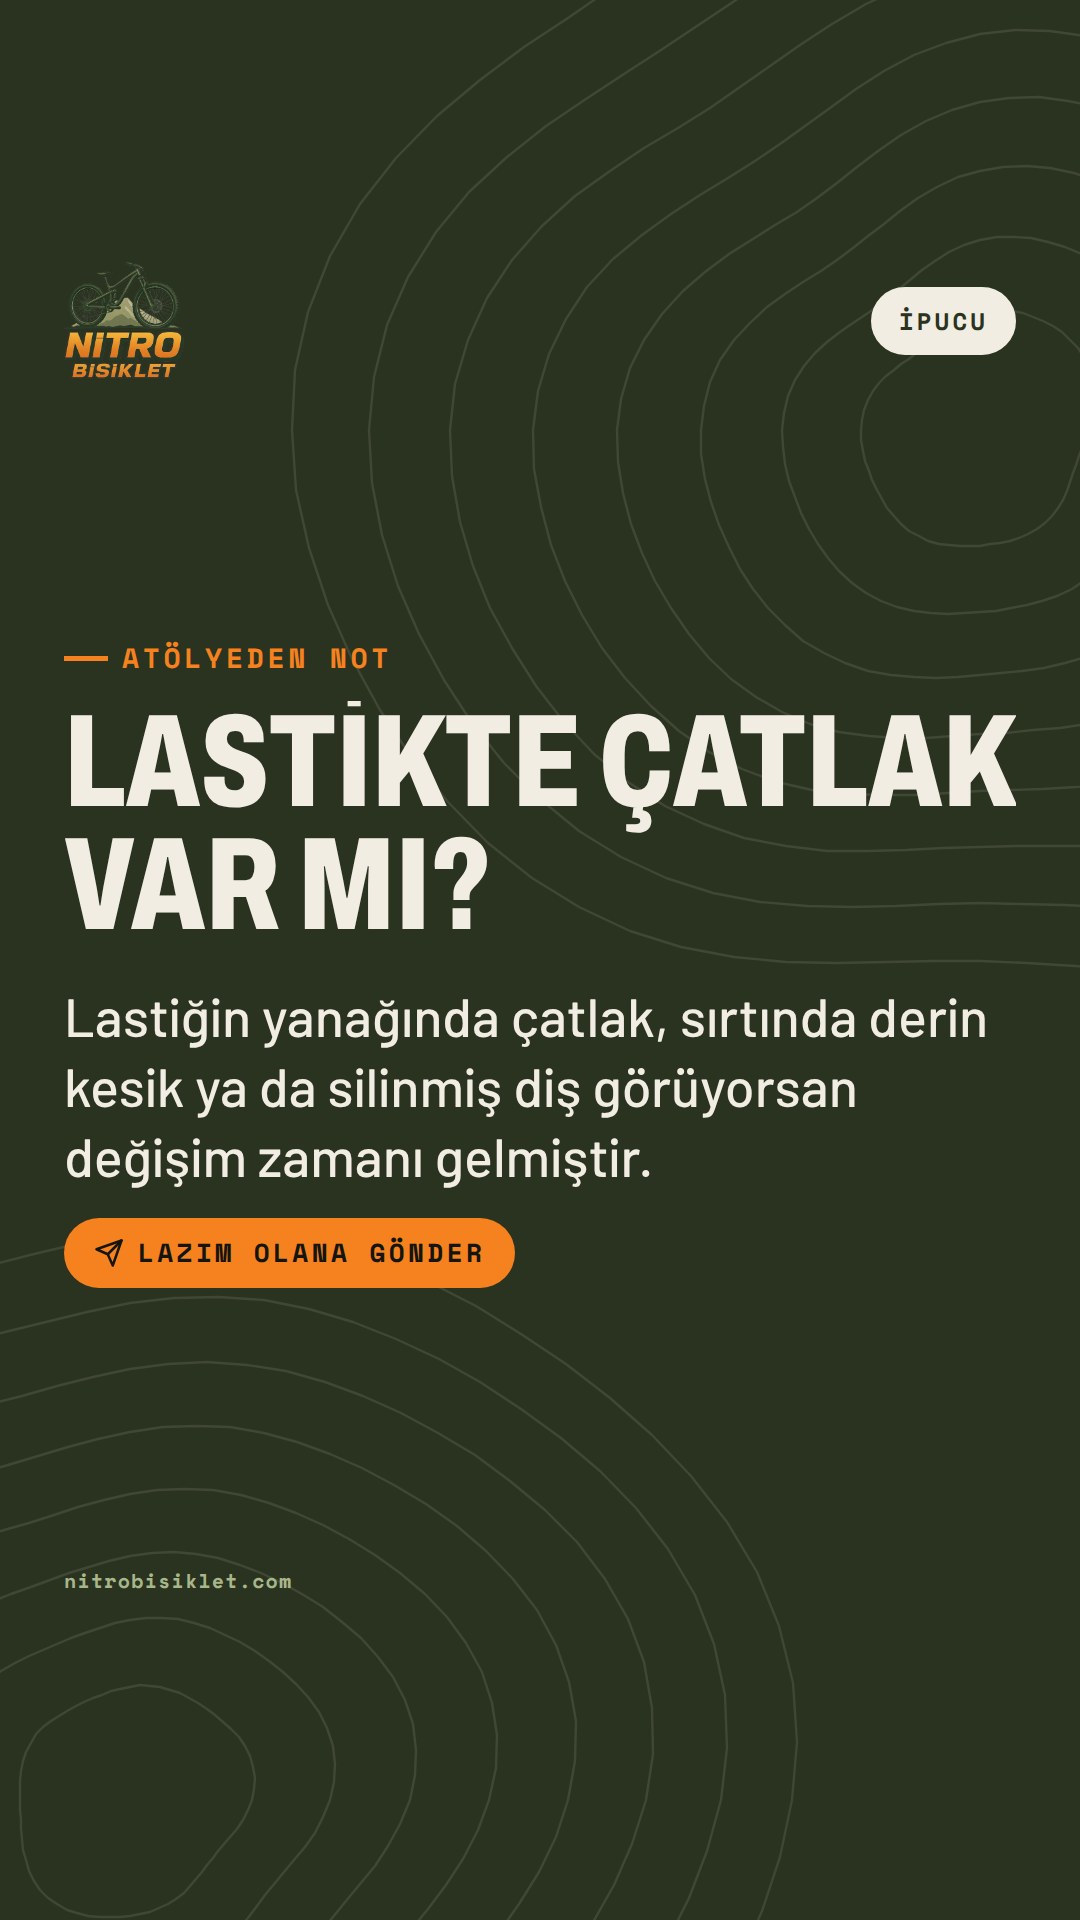 NiTRO
BiSiKLET
İPUCU
ATÖLYEDEN NOT
LASTİKTE ÇATLAK
VAR MI?
Lastiğin yanağında çatlak, sırtında derin
kesik ya da silinmiş diş görüyorsan
değişim zamanı gelmiştir.
LAZIM OLANA GÖNDER
nitrobisiklet.com